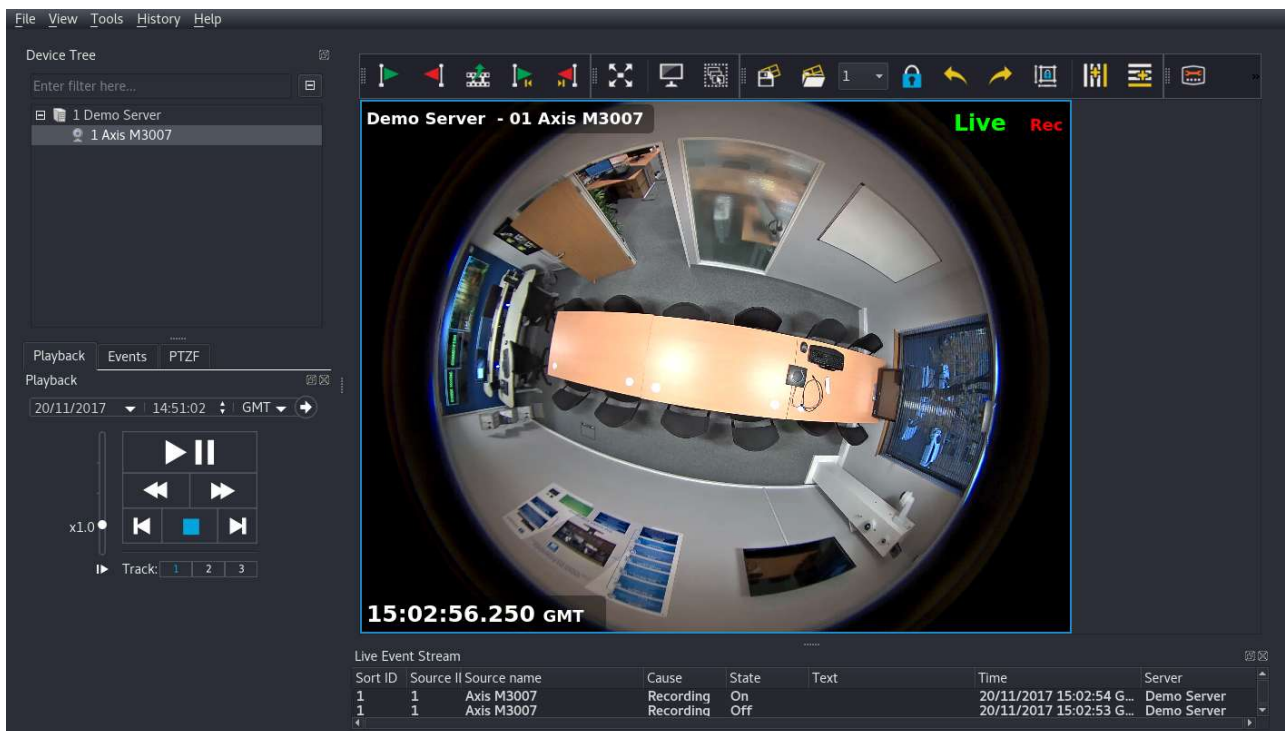 File View Tools History Help
Device Tree
Enter filter here...
1 Demo Server
1 Axis M3007
1
Demo Server - 01 Axis M3007
Live Rec
15:02:56.250 GMT
Playback Events PTZF
Playback
20/11/2017 14:51:02 GMT
x1.0
Track: 1 2 3
Live Event Stream
Sort ID Source II Source name Cause State Text Time Server
1 1 Axis M3007 Recording On 20/11/2017 15:02:54 G... Demo Server
1 1 Axis M3007 Recording Off 20/11/2017 15:02:53 G... Demo Server